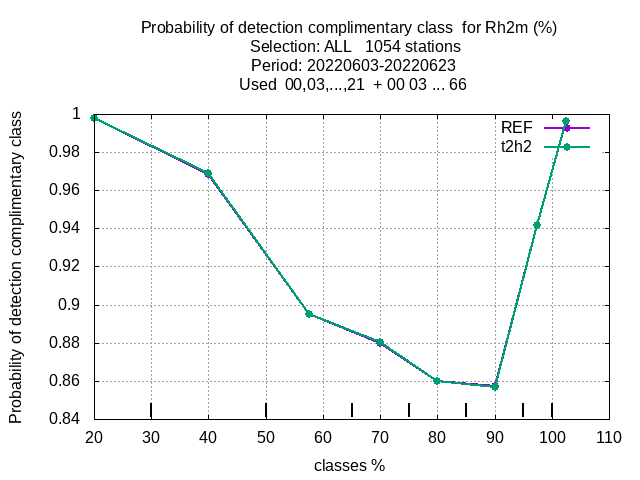 Probability of detection complimentary class  for Rh2m (%)
Selection: ALL   1054 stations
Period: 20220603-20220623
Used  00,03,...,21  + 00 03 ... 66
Probability of detection complimentary class
1
0.98
0.96
0.94
0.92
0.9
0.88
0.86
0.84
REF
t2h2
20 30 40 50 60 70 80 90 100 110
classes %